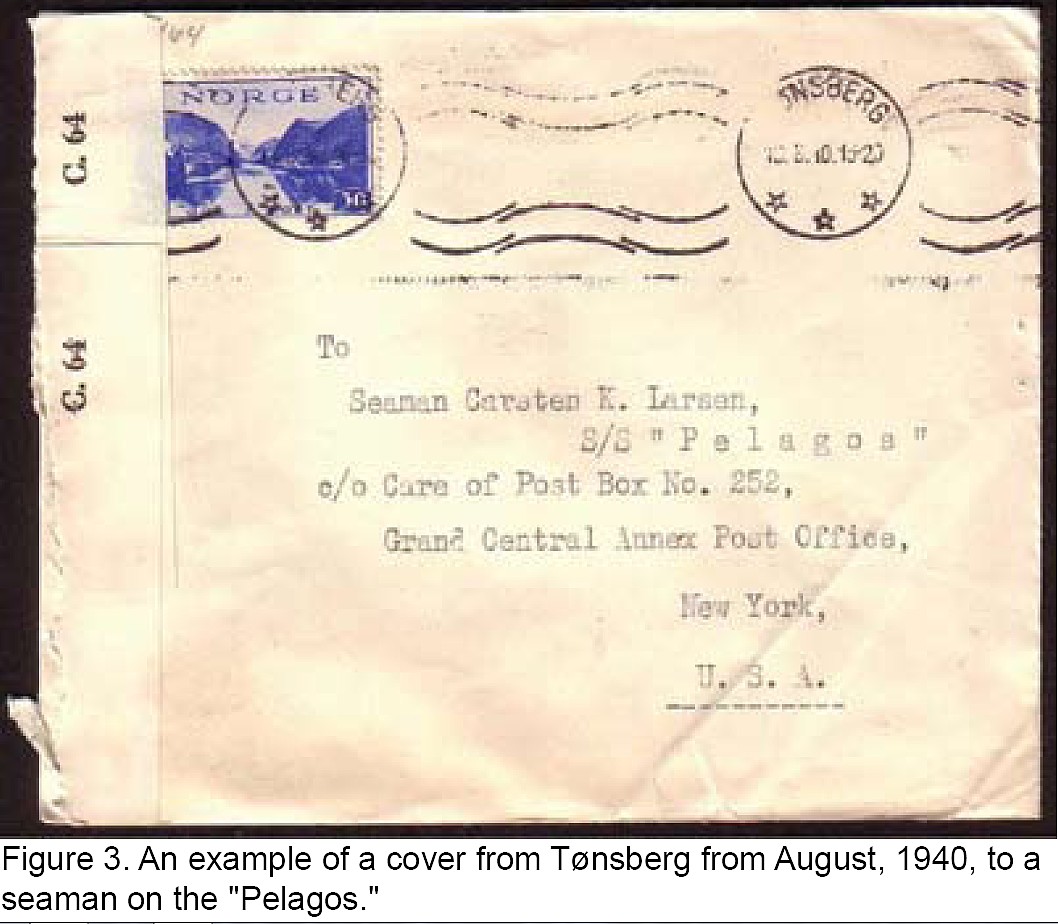 C. 64
C. 64
NORGE
NSBERG
To
Seaman Carsten K. Larsen,
S/S "Pelagos"
c/o Care of Post Box No. 252,
Grand Central Annex Post Office,
New York,
U. S. A.
Figure 3. An example of a cover from Tønsberg from August, 1940, to a
seaman on the "Pelagos."